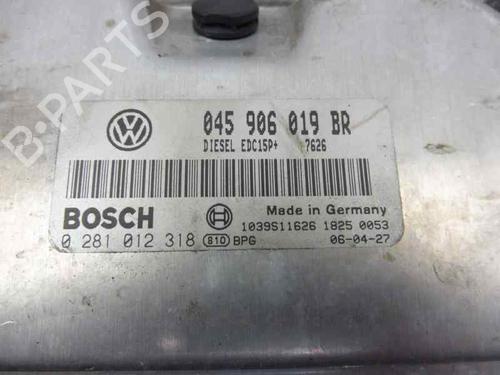 B-PARTS
045 906 019 BR
DIESEL EDC15P+ 7626
BOSCH
Made in Germany
1039S11626 1825 0053
0 281 012 318 810 BPG 06-04-27